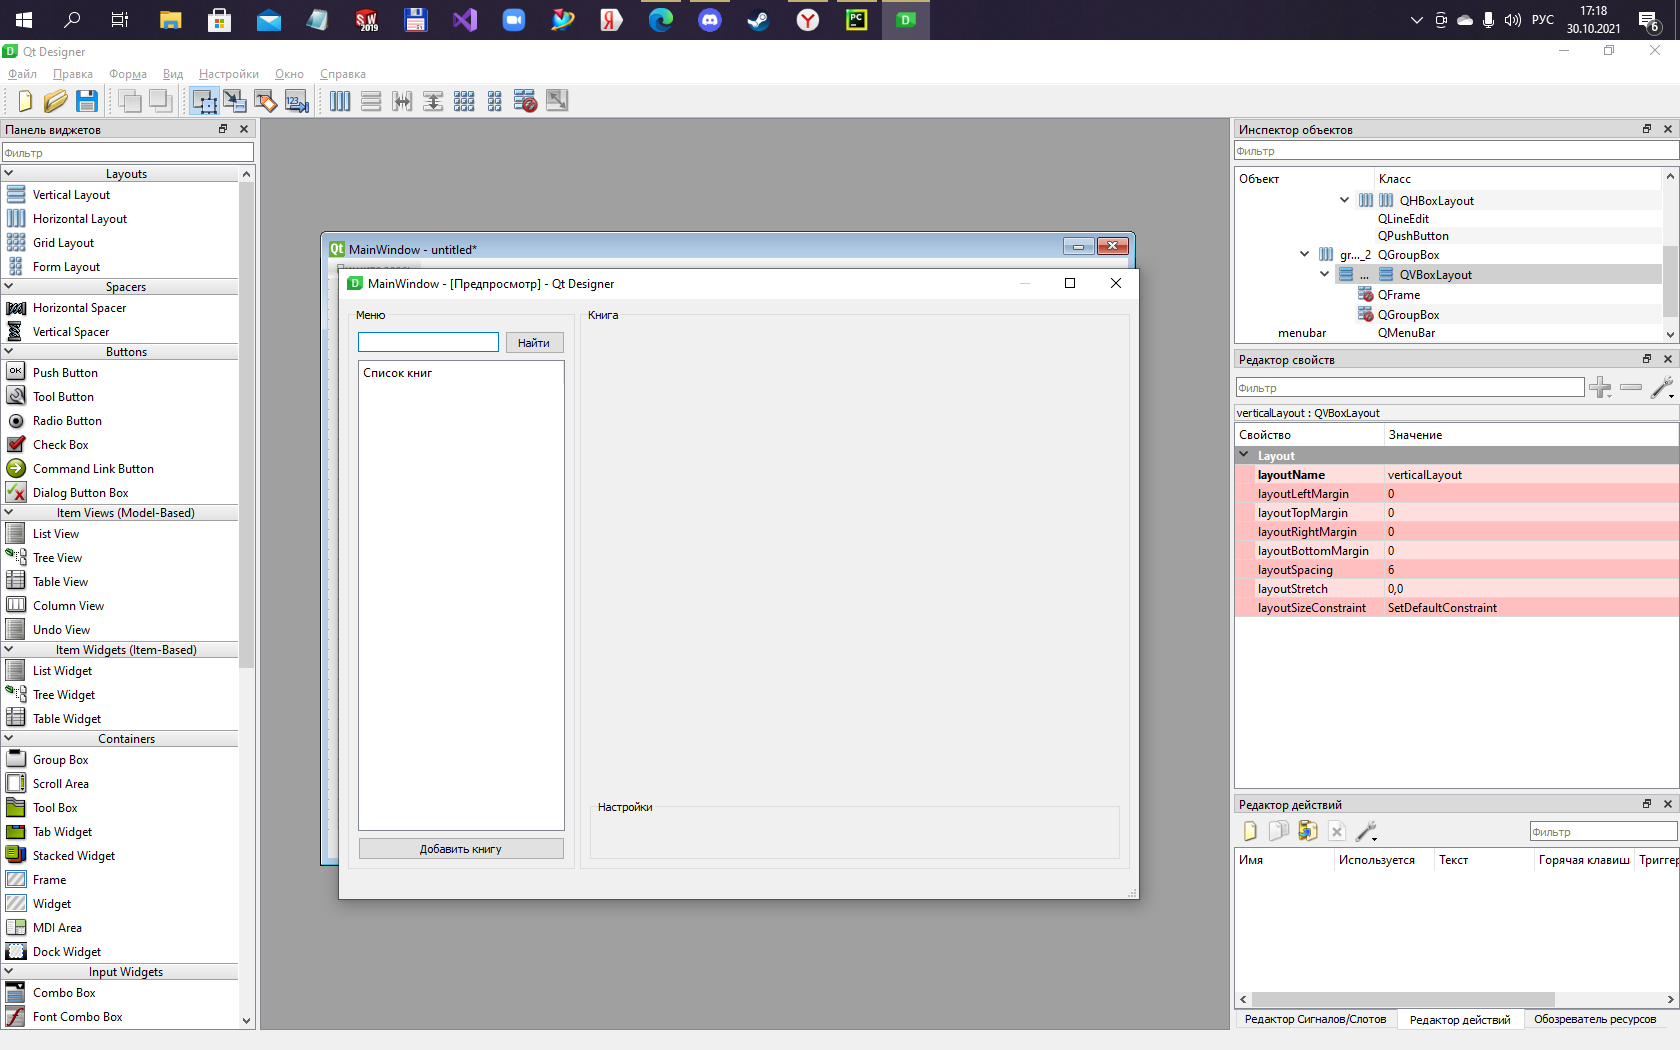 SW
2019
Я
Y
PC
D
РУС
17:18
30.10.2021
6
D Qt Designer
Файл Правка Форма Вид Настройки Окно Справка
123
Панель виджетов
Фильтр
Layouts
Vertical Layout
Horizontal Layout
Grid Layout
Form Layout
Spacers
Horizontal Spacer
Vertical Spacer
Buttons
OK Push Button
Tool Button
Radio Button
Check Box
Command Link Button
Dialog Button Box
Item Views (Model-Based)
List View
Tree View
Table View
Column View
Undo View
Item Widgets (Item-Based)
List Widget
Tree Widget
Table Widget
Containers
Group Box
Scroll Area
Tool Box
Tab Widget
Stacked Widget
Frame
Widget
MDI Area
Dock Widget
Input Widgets
Combo Box
Font Combo Box
Qt MainWindow - untitled*
D MainWindow - [Предпросмотр] - Qt Designer
Меню
Найти
Список книг
Добавить книгу
Книга
Настройки
Инспектор объектов
Фильтр
Объект Класс
QHBoxLayout
QLineEdit
QPushButton
gr..._2 QGroupBox
... QVBoxLayout
QFrame
QGroupBox
menubar QMenuBar
Редактор свойств
Фильтр
verticalLayout : QVBoxLayout
Свойство Значение
Layout
layoutName verticalLayout
layoutLeftMargin 0
layoutTopMargin 0
layoutRightMargin 0
layoutBottomMargin 0
layoutSpacing 6
layoutStretch 0,0
layoutSizeConstraint SetDefaultConstraint
Редактор действий
Фильтр
Имя Используется Текст Горячая клавиш Триггер
Редактор Сигналов/Слотов Редактор действий Обозреватель ресурсов